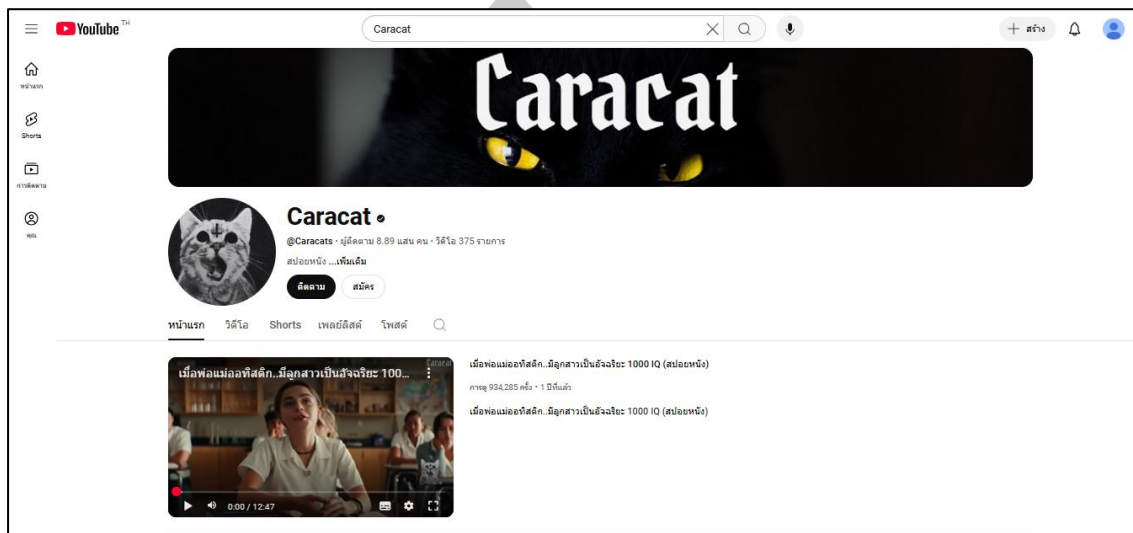 YouTube TH
Caracat
สร้าง
หน้าแรก
Shorts
การติดตาม
คุณ
Caracat
Caracat
@Caracats · ผู้ติดตาม 8.89 แสน คน · วิดีโอ 375 รายการ
สปอยหนัง ...เพิ่มเติม
ติดตาม
สมัคร
หน้าแรก วิดีโอ Shorts เพลย์ลิสต์ โพสต์
เมื่อพ่อแม่ออทิสติก..มีลูกสาวเป็นอัจฉริยะ 100...
Caracat
0:00 / 12:47
เมื่อพ่อแม่ออทิสติก..มีลูกสาวเป็นอัจฉริยะ 1000 IQ (สปอยหนัง)
การดู 934,285 ครั้ง • 1 ปีที่แล้ว
เมื่อพ่อแม่ออทิสติก..มีลูกสาวเป็นอัจฉริยะ 1000 IQ (สปอยหนัง)